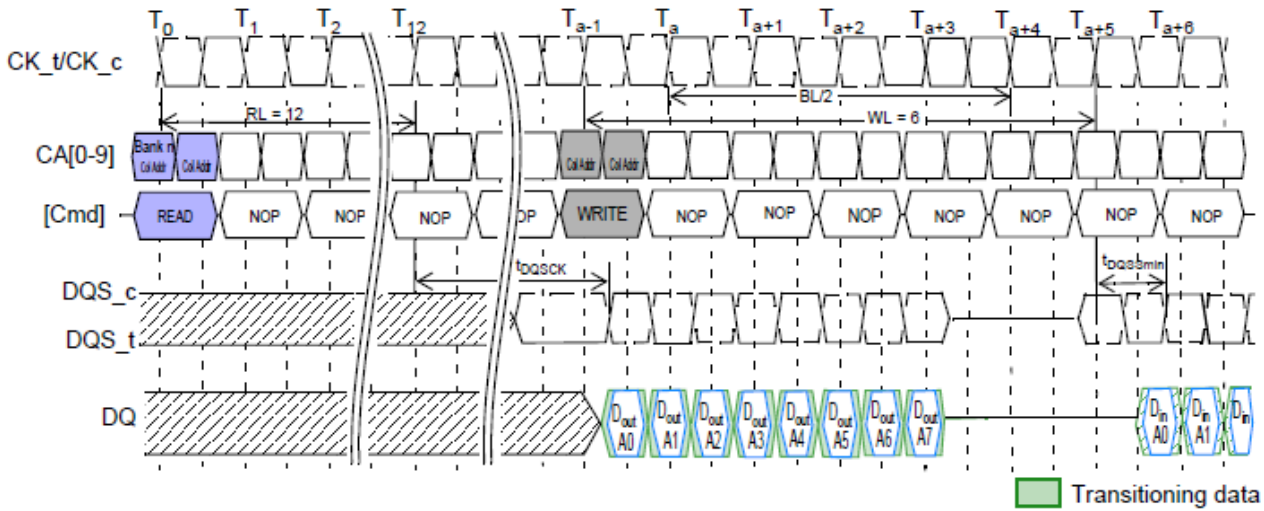 T0 T1 T2 T12 Ta-1 Ta Ta+1 Ta+2 Ta+3 Ta+4 Ta+5 Ta+6
CK_t/CK_c
RL = 12 BL/2
WL = 6
CA[0-9] Bank n
Col Addr Col Addr Col Addr Col Addr
[Cmd] READ NOP NOP NOP NOP WRITE NOP NOP NOP NOP NOP NOP NOP
tDQSCK tDQSSmin
DQS_c
DQS_t
DQ Dout Dout Dout Dout Dout Dout Dout Dout Din Din Din
A0 A1 A2 A3 A4 A5 A6 A7 A0 A1
Transitioning data